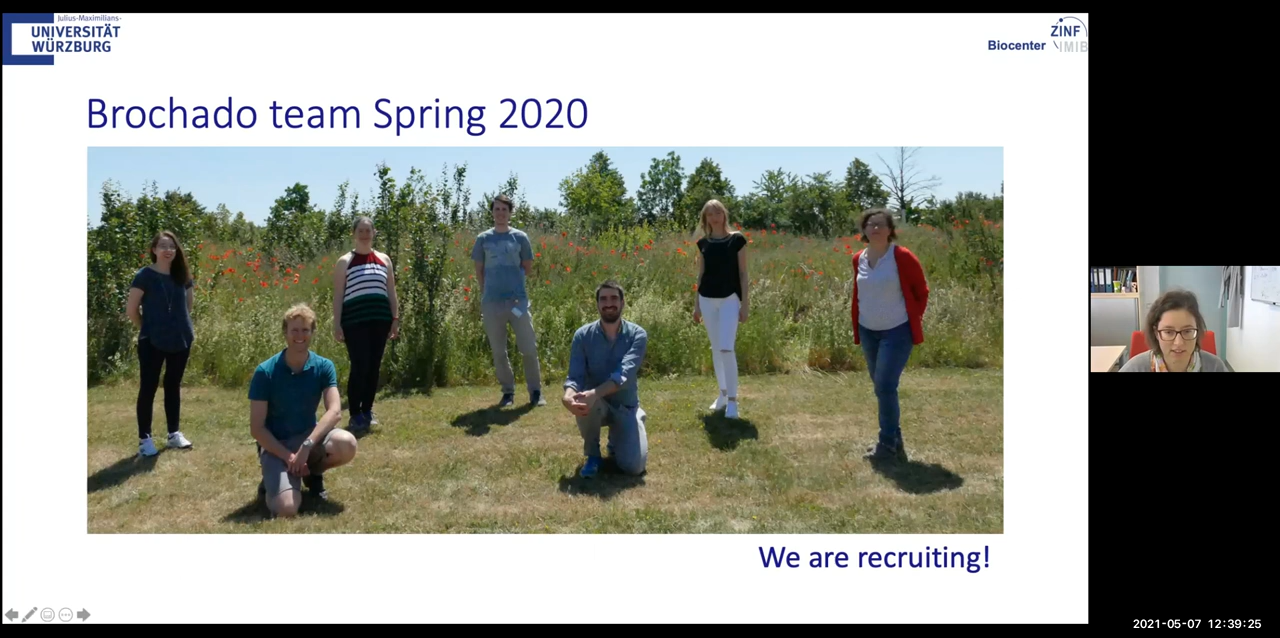 Julius-Maximilians-
UNIVERSITÄT
WÜRZBURG
ZINF
Biocenter
IMIB
Brochado team Spring 2020
We are recruiting!
2021-05-07 12:39:25